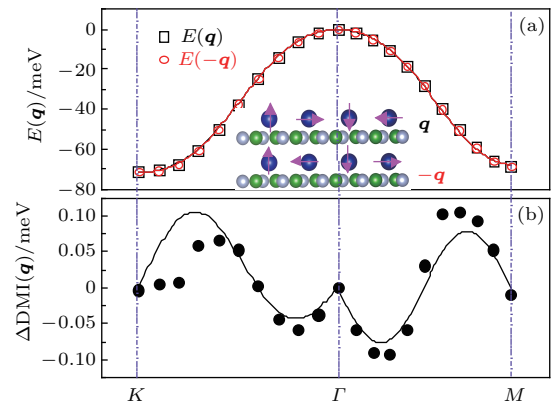 0
−20
−40
−60
−80
E(q)/meV
E(q)
E(−q)
(a)
q
−q
0.10
0.05
0
−0.05
−0.10
ΔDMI(q)/meV
(b)
K
Γ
M